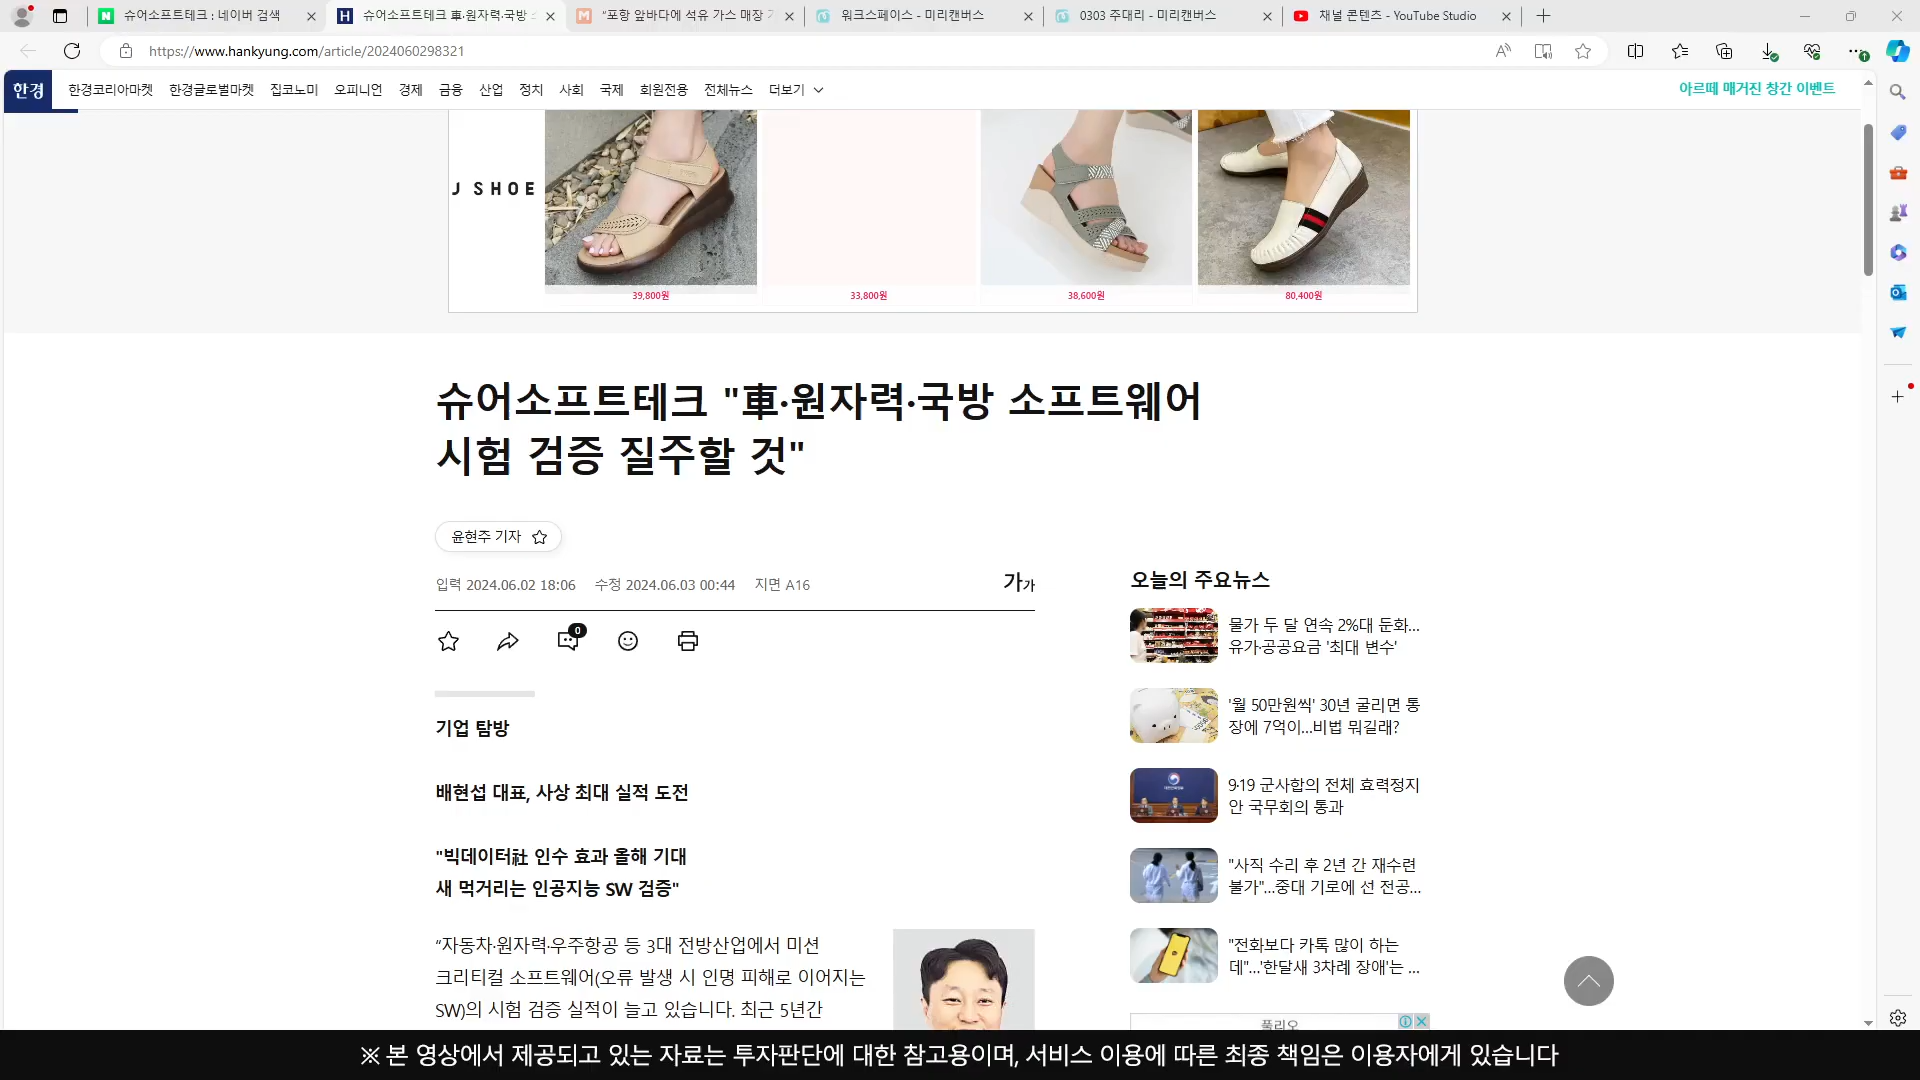 슈어소프트테크 : 네이버 검색
슈어소프트테크 車·원자력·국방
"포항 앞바다에 석유 가스 매장
워크스페이스 - 미리캔버스
0303 주대리 - 미리캔버스
채널 콘텐츠 - YouTube Studio
https://www.hankyung.com/article/2024060298321
한경
한경코리아마켓 한경글로벌마켓 집코노미 오피니언 경제 금융 산업 정치 사회 국제 회원전용 전체뉴스 더보기
아르떼 매거진 창간 이벤트
J SHOE
39,800원
33,800원
38,600원
80,400원
슈어소프트테크 "車·원자력·국방 소프트웨어
시험 검증 질주할 것"
윤현주 기자
입력 2024.06.02 18:06 수정 2024.06.03 00:44 지면 A16
가가
0
기업 탐방
배현섭 대표, 사상 최대 실적 도전
"빅데이터社 인수 효과 올해 기대
새 먹거리는 인공지능 SW 검증"
“자동차·원자력·우주항공 등 3대 전방산업에서 미션
크리티컬 소프트웨어(오류 발생 시 인명 피해로 이어지는
SW)의 시험 검증 실적이 늘고 있습니다. 최근 5년간
오늘의 주요뉴스
물가 두 달 연속 2%대 둔화...
유가·공공요금 '최대 변수'
'월 50만원씩' 30년 굴리면 통
장에 7억이...비법 뭐길래?
9·19 군사합의 전체 효력정지
안 국무회의 통과
"사직 수리 후 2년 간 재수련
불가"...중대 기로에 선 전공...
"전화보다 카톡 많이 하는
데"...'한달새 3차례 장애'는 ...
풀리오
※ 본 영상에서 제공되고 있는 자료는 투자판단에 대한 참고용이며, 서비스 이용에 따른 최종 책임은 이용자에게 있습니다